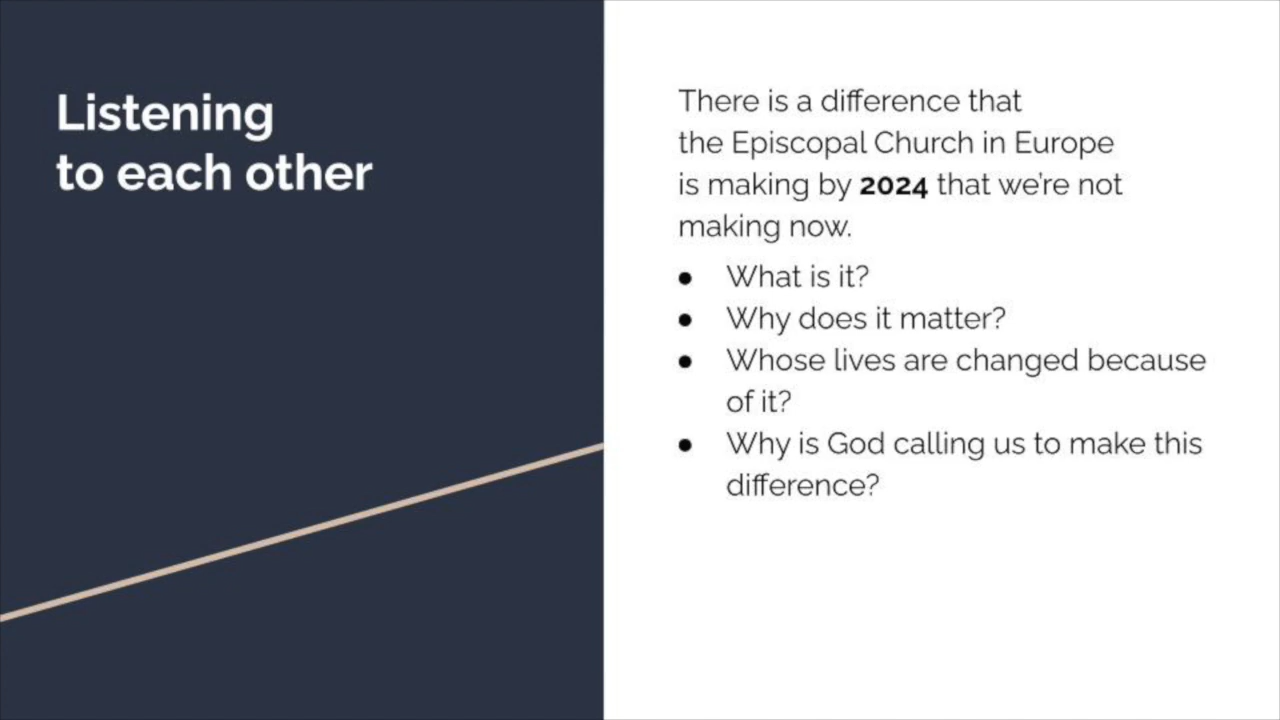 Listening
to each other
There is a difference that
the Episcopal Church in Europe
is making by 2024 that we're not
making now.
● What is it?
● Why does it matter?
● Whose lives are changed because
of it?
● Why is God calling us to make this
difference?